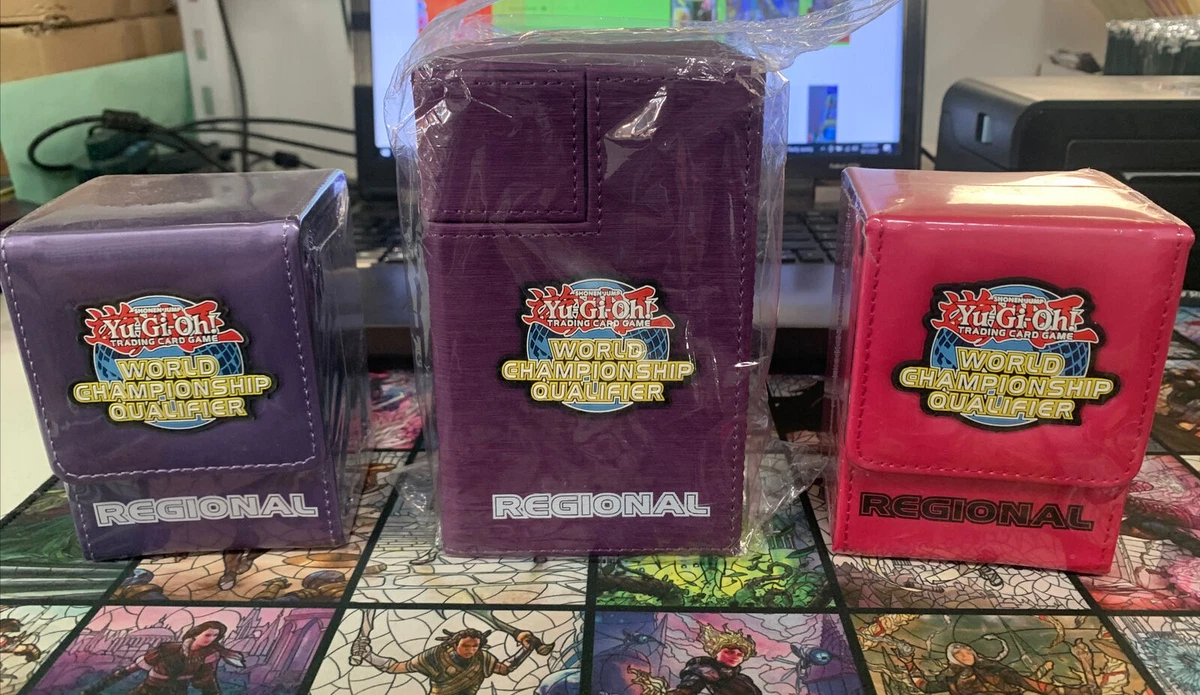 SHONEN JUMP
Yu-Gi-Oh!
TRADING CARD GAME
WORLD
CHAMPIONSHIP
QUALIFIER
REGIONAL
SHONEN JUMP
Yu-Gi-Oh!
TRADING CARD GAME
WORLD
CHAMPIONSHIP
QUALIFIER
REGIONAL
SHONEN JUMP
Yu-Gi-Oh!
TRADING CARD GAME
WORLD
CHAMPIONSHIP
QUALIFIER
REGIONAL